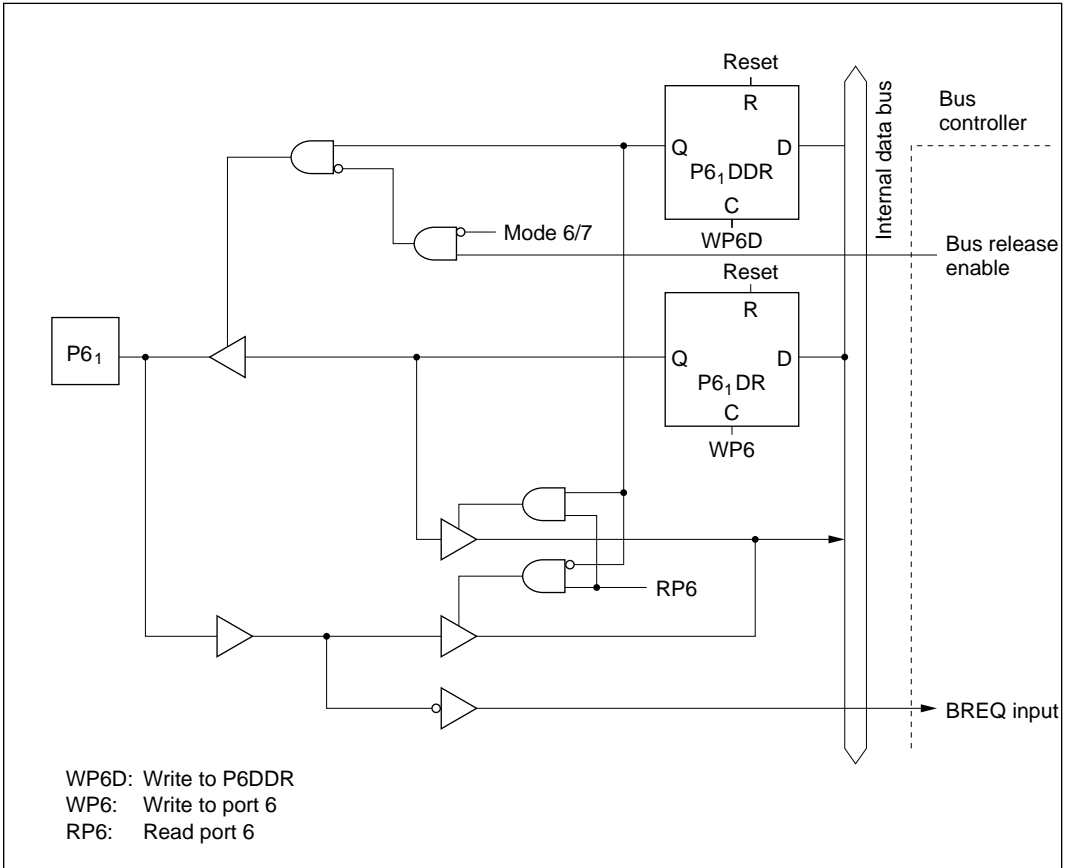 Reset
R
Q
D
P6₁DDR
C
WP6D
Internal data bus
Bus
controller
Mode 6/7
Bus release
enable
Reset
R
P6₁
Q
D
P6₁DR
C
WP6
RP6
BREQ input
WP6D: Write to P6DDR
WP6: Write to port 6
RP6: Read port 6